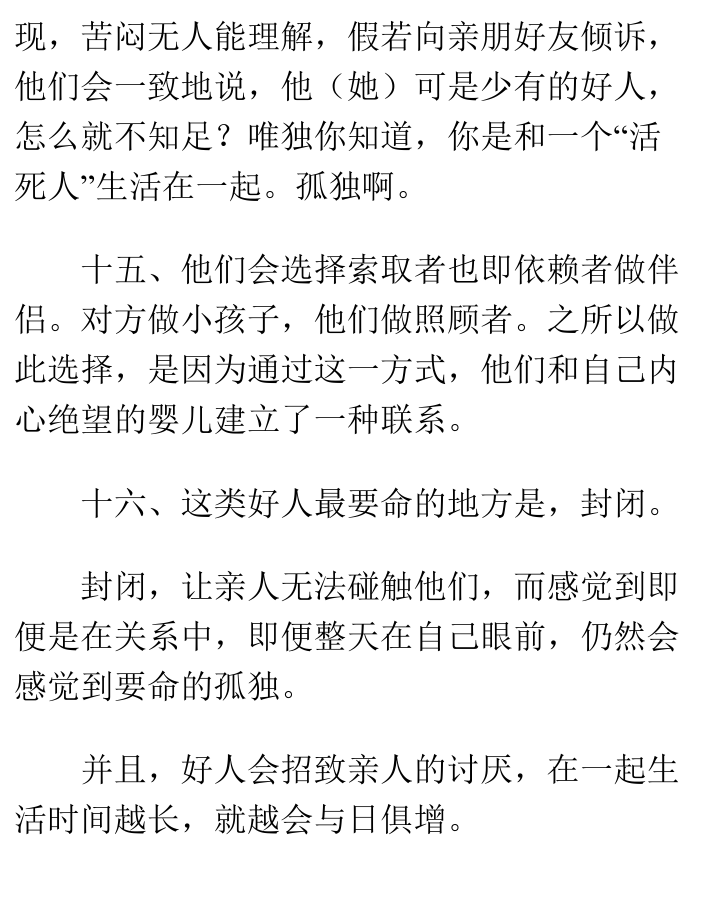 现，苦闷无人能理解，假若向亲朋好友倾诉，
他们会一致地说，他（她）可是少有的好人，
怎么就不知足？唯独你知道，你是和一个“活
死人”生活在一起。孤独啊。
十五、他们会选择索取者也即依赖者做伴
侣。对方做小孩子，他们做照顾者。之所以做
此选择，是因为通过这一方式，他们和自己内
心绝望的婴儿建立了一种联系。
十六、这类好人最要命的地方是，封闭。
封闭，让亲人无法碰触他们，而感觉到即
便是在关系中，即便整天在自己眼前，仍然会
感觉到要命的孤独。
并且，好人会招致亲人的讨厌，在一起生
活时间越长，就越会与日俱增。